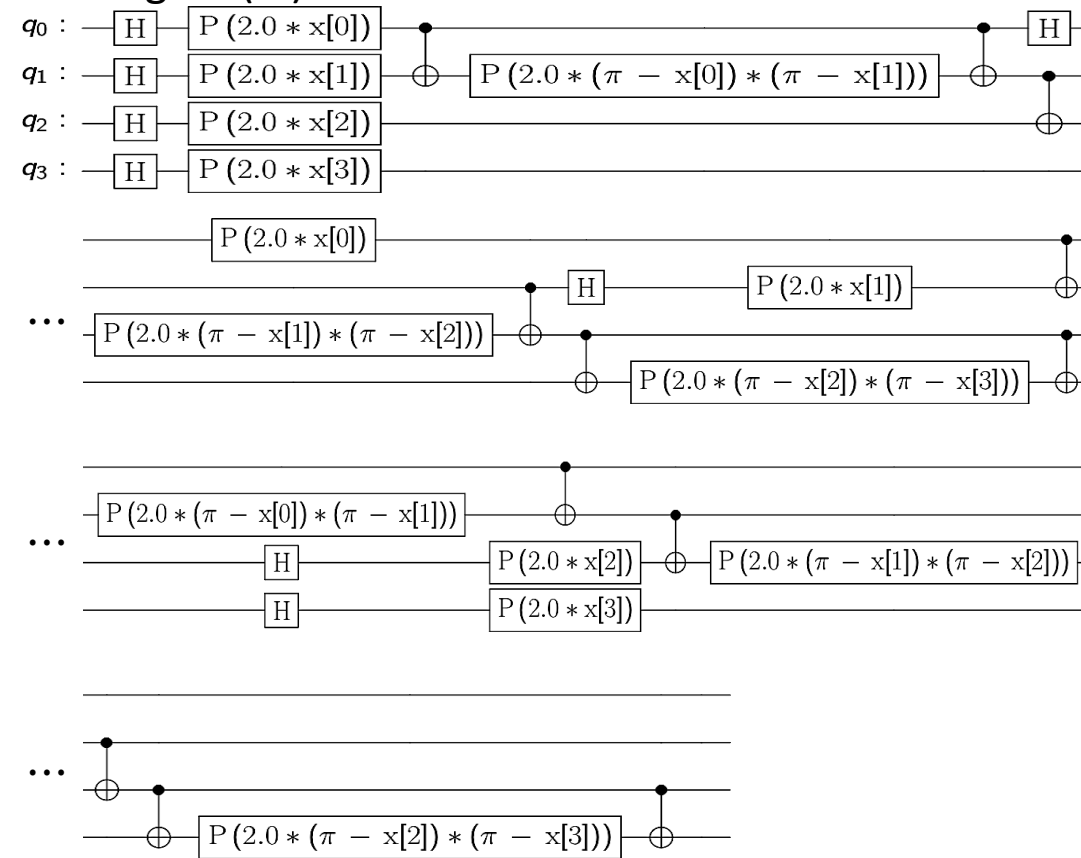 q0 : H P (2.0 * x[0]) H
q1 : H P (2.0 * x[1]) P (2.0 * (π − x[0]) * (π − x[1]))
q2 : H P (2.0 * x[2])
q3 : H P (2.0 * x[3])
P (2.0 * x[0])
H P (2.0 * x[1])
... P (2.0 * (π − x[1]) * (π − x[2]))
P (2.0 * (π − x[2]) * (π − x[3]))
P (2.0 * (π − x[0]) * (π − x[1]))
... H P (2.0 * x[2]) P (2.0 * (π − x[1]) * (π − x[2]))
H P (2.0 * x[3])
...
P (2.0 * (π − x[2]) * (π − x[3]))